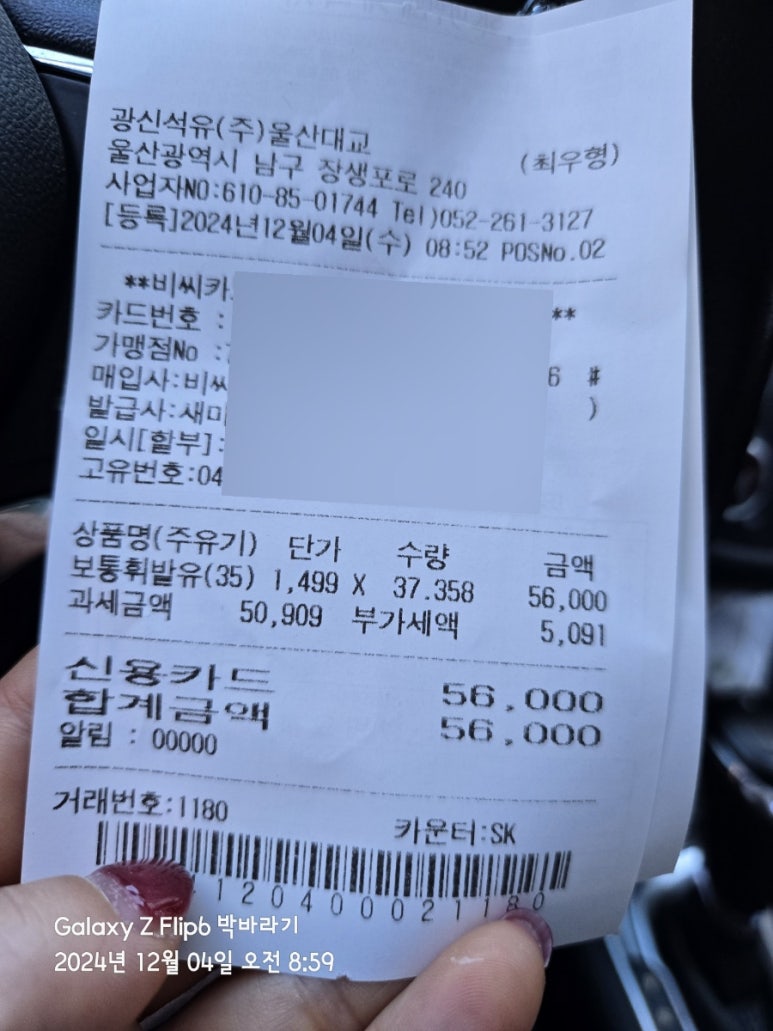 광신석유(주)울산대교
울산광역시 남구 장생포로 240 (최우형)
사업자NO:610-85-01744 Tel)052-261-3127
[등록]2024년12월04일(수) 08:52 POSNo.02
**비씨카
카드번호 : **
가맹점No :
매입사:비씨 6 #
발급사:새마 )
일시[할부]:
고유번호:04
상품명(주유기) 단가 수량 금액
보통휘발유(35) 1,499 X 37.358 56,000
과세금액 50,909 부가세액 5,091
신용카드 56,000
합계금액 56,000
알림 : 00000
거래번호:1180
카운터:SK
120400021180
Galaxy Z Flip6 박바라기
2024년 12월 04일 오전 8:59